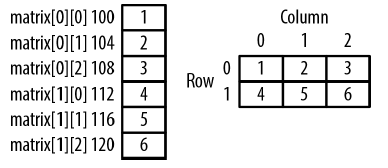 matrix[0][0] 100 1
matrix[0][1] 104 2
matrix[0][2] 108 3
matrix[1][0] 112 4
matrix[1][1] 116 5
matrix[1][2] 120 6
Column
0 1 2
Row 0 1 2 3
1 4 5 6